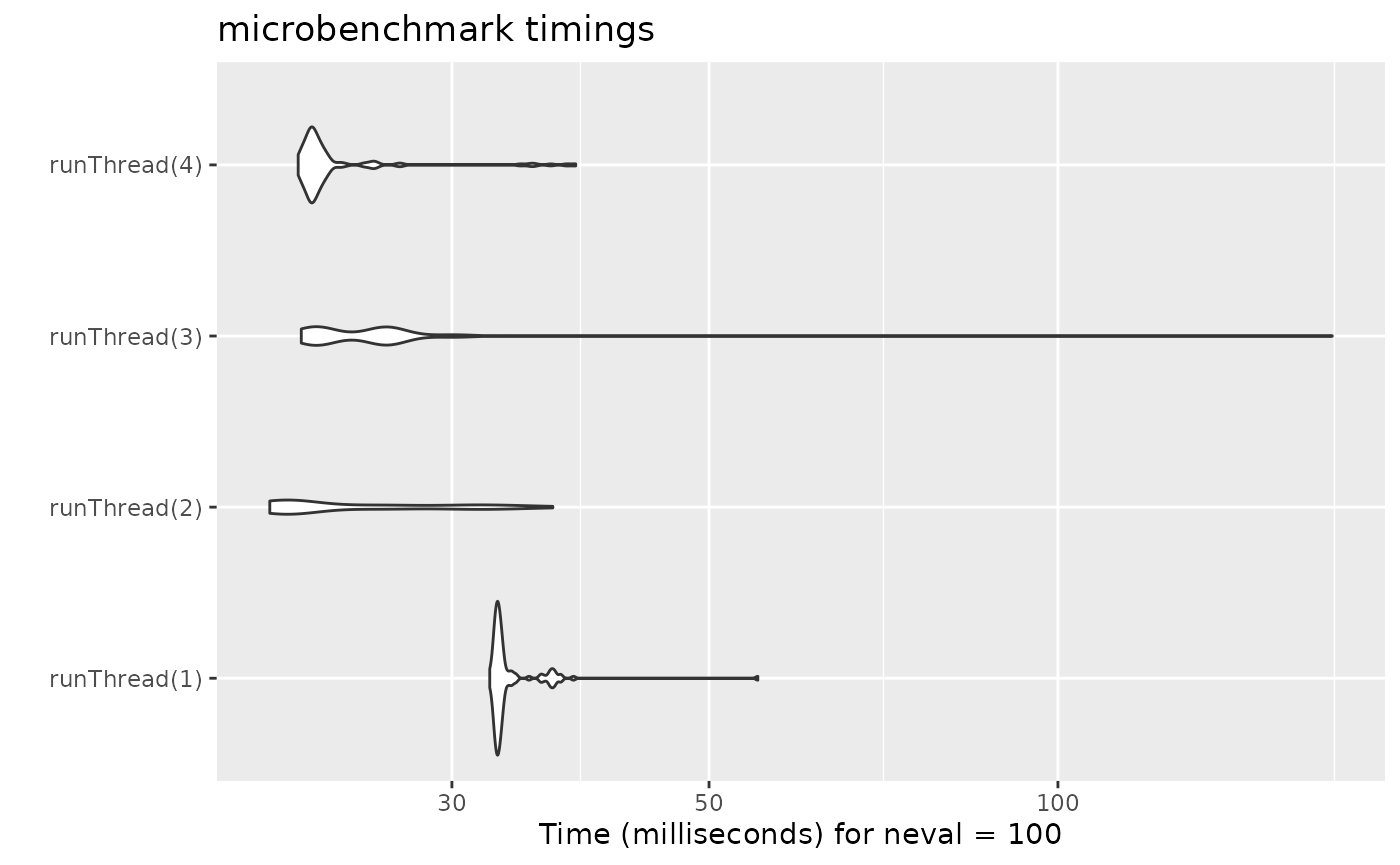 microbenchmark timings
runThread(4)
runThread(3)
runThread(2)
runThread(1)
30 50 100
Time (milliseconds) for neval = 100